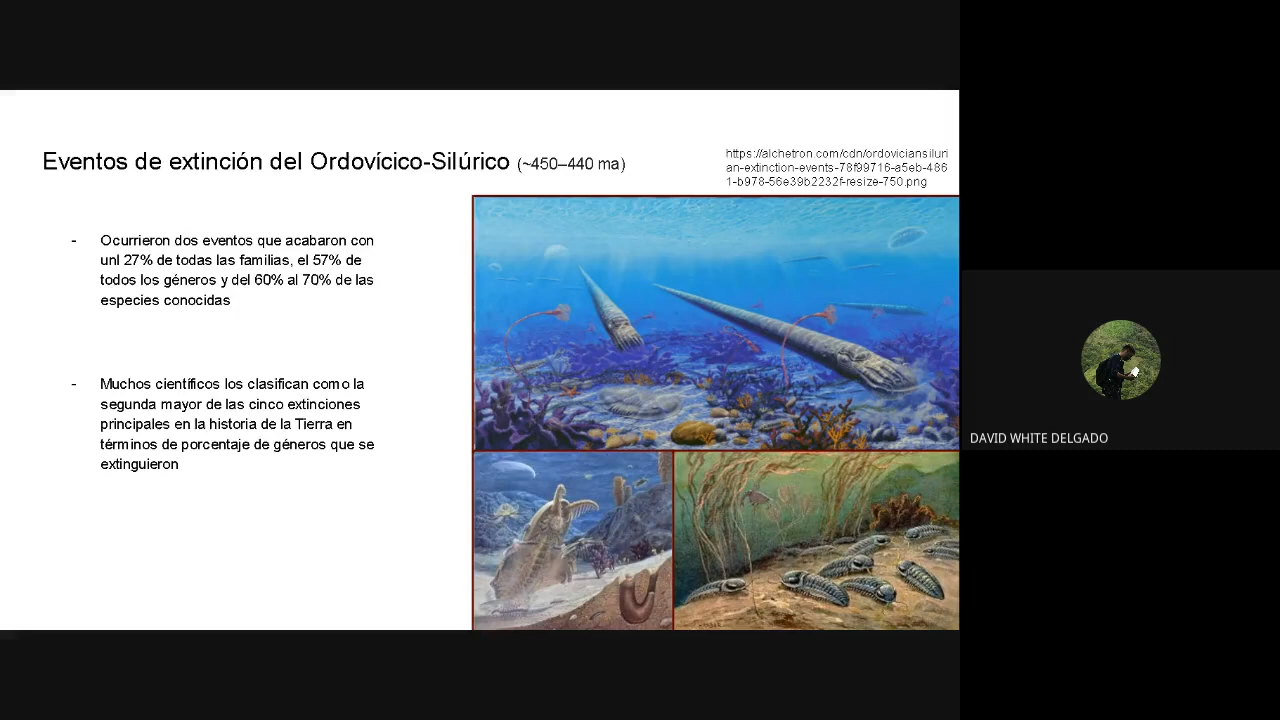 Eventos de extinción del Ordovícico-Silúrico (~450–440 ma)
https://alchetron.com/cdn/ordoviciansiluri
an-extinction-events-78f99716-a5eb-486
1-b978-56e39b2232f-resize-750.png
- Ocurrieron dos eventos que acabaron con
unl 27% de todas las familias, el 57% de
todos los géneros y del 60% al 70% de las
especies conocidas
- Muchos científicos los clasifican como la
segunda mayor de las cinco extinciones
principales en la historia de la Tierra en
términos de porcentaje de géneros que se
extinguieron
DAVID WHITE DELGADO